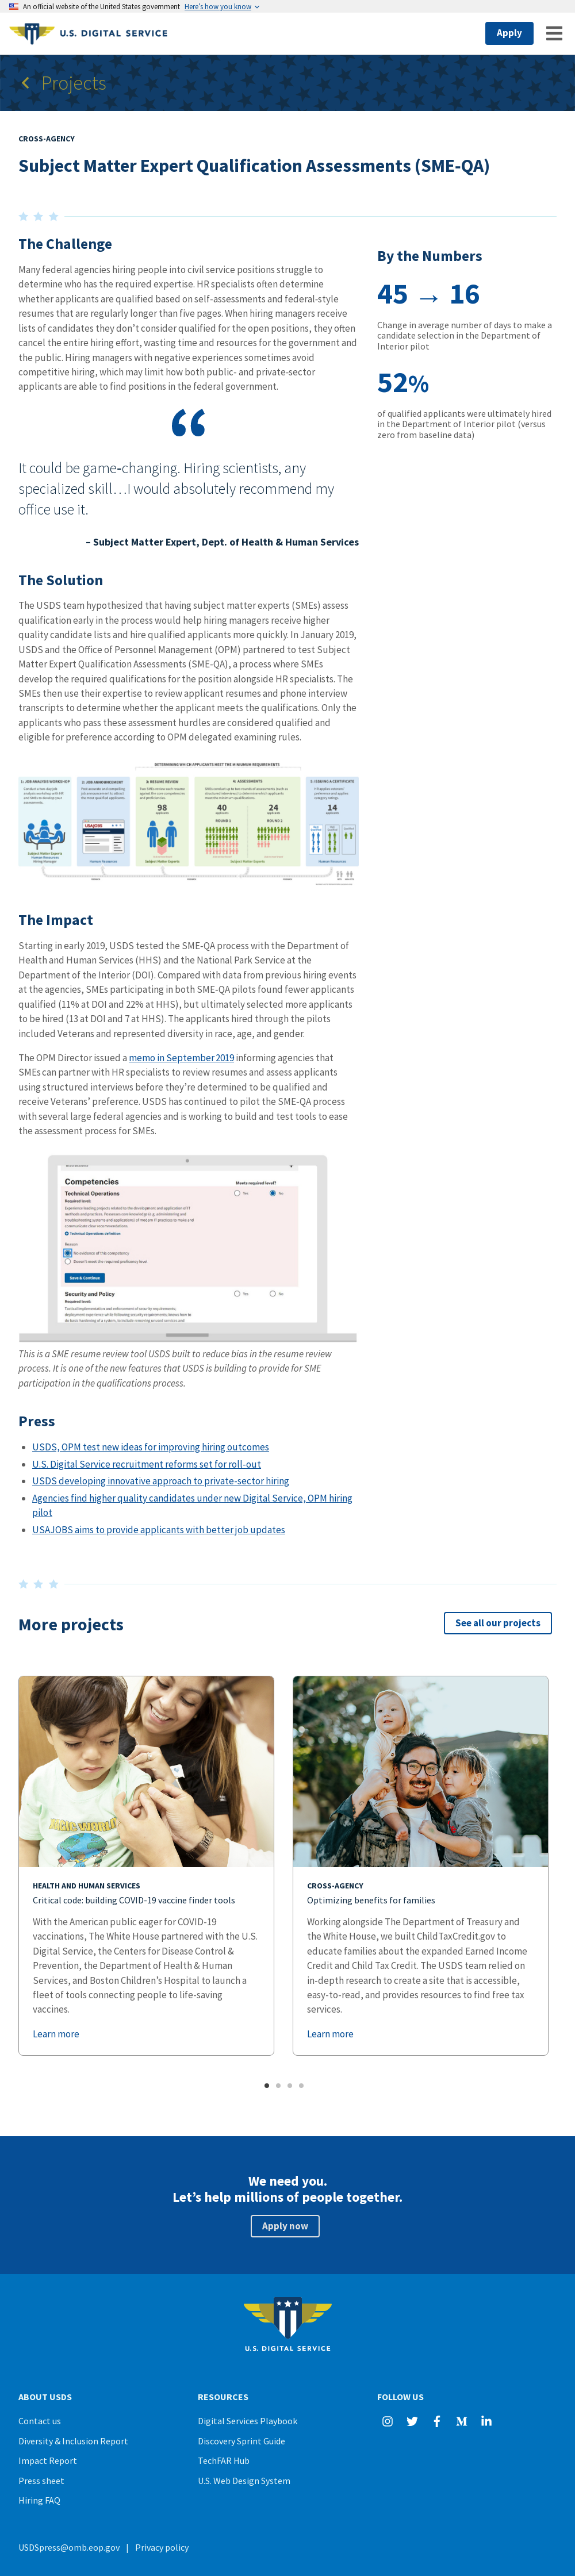 An official website of the United States government Here's how you know
U.S. DIGITAL SERVICE
Apply
Projects
CROSS-AGENCY
Subject Matter Expert Qualification Assessments (SME-QA)
The Challenge
Many federal agencies hiring people into civil service positions struggle to
determine who has the required expertise. HR specialists often determine
whether applicants are qualified based on self-assessments and federal-style
resumes that are regularly longer than five pages. When hiring managers receive
lists of candidates they don't consider qualified for the open positions, they often
cancel the entire hiring effort, wasting time and resources for the government and
the public. Hiring managers with negative experiences sometimes avoid
competitive hiring, which may limit how both public- and private-sector
applicants are able to find positions in the federal government.
By the Numbers
45 → 16
Change in average number of days to make a
candidate selection in the Department of
Interior pilot
52%
of qualified applicants were ultimately hired
in the Department of Interior pilot (versus
zero from baseline data)
“
It could be game-changing. Hiring scientists, any
specialized skill…I would absolutely recommend my
office use it.
– Subject Matter Expert, Dept. of Health & Human Services
The Solution
The USDS team hypothesized that having subject matter experts (SMEs) assess
qualification early in the process would help hiring managers receive higher
quality candidate lists and hire qualified applicants more quickly. In January 2019,
USDS and the Office of Personnel Management (OPM) partnered to test Subject
Matter Expert Qualification Assessments (SME-QA), a process where SMEs
develop the required qualifications for the position alongside HR specialists. The
SMEs then use their expertise to review applicant resumes and phone interview
transcripts to determine whether the applicant meets the qualifications. Only the
applicants who pass these assessment hurdles are considered qualified and
eligible for preference according to OPM delegated examining rules.
DETERMINING WHICH APPLICANTS MEET THE MINIMUM REQUIREMENTS
1: JOB ANALYSIS WORKSHOP
2: JOB ANNOUNCEMENT
3: RESUME REVIEW
4: ASSESSMENTS
5: ISSUING A CERTIFICATE
98
40
24
14
ROUND 1
ROUND 2
USAJOBS
Subject Matter Experts
Human Resources
Hiring Manager
Human Resources
Subject Matter Experts
Subject Matter Experts
Human Resources
The Impact
Starting in early 2019, USDS tested the SME-QA process with the Department of
Health and Human Services (HHS) and the National Park Service at the
Department of the Interior (DOI). Compared with data from previous hiring events
at the agencies, SMEs participating in both SME-QA pilots found fewer applicants
qualified (11% at DOI and 22% at HHS), but ultimately selected more applicants
to be hired (13 at DOI and 7 at HHS). The applicants hired through the pilots
included Veterans and represented diversity in race, age, and gender.
The OPM Director issued a memo in September 2019 informing agencies that
SMEs can partner with HR specialists to review resumes and assess applicants
using structured interviews before they're determined to be qualified and
receive Veterans' preference. USDS has continued to pilot the SME-QA process
with several large federal agencies and is working to build and test tools to ease
the assessment process for SMEs.
Competencies
Technical Operations
Meets required level?
Yes
No
Required level:
Technical Operations definition
Reason:
No evidence of this competency
Doesn't meet the required proficiency level
Save & Continue
Security and Policy
Yes
No
Required level:
This is a SME resume review tool USDS built to reduce bias in the resume review
process. It is one of the new features that USDS is building to provide for SME
participation in the qualifications process.
Press
USDS, OPM test new ideas for improving hiring outcomes
U.S. Digital Service recruitment reforms set for roll-out
USDS developing innovative approach to private-sector hiring
Agencies find higher quality candidates under new Digital Service, OPM hiring
pilot
USAJOBS aims to provide applicants with better job updates
More projects
See all our projects
HEALTH AND HUMAN SERVICES
Critical code: building COVID-19 vaccine finder tools
With the American public eager for COVID-19
vaccinations, The White House partnered with the U.S.
Digital Service, the Centers for Disease Control &
Prevention, the Department of Health & Human
Services, and Boston Children's Hospital to launch a
fleet of tools connecting people to life-saving
vaccines.
Learn more
CROSS-AGENCY
Optimizing benefits for families
Working alongside The Department of Treasury and
the White House, we built ChildTaxCredit.gov to
educate families about the expanded Earned Income
Credit and Child Tax Credit. The USDS team relied on
in-depth research to create a site that is accessible,
easy-to-read, and provides resources to find free tax
services.
Learn more
We need you.
Let's help millions of people together.
Apply now
U.S. DIGITAL SERVICE
ABOUT USDS
Contact us
Diversity & Inclusion Report
Impact Report
Press sheet
Hiring FAQ
RESOURCES
Digital Services Playbook
Discovery Sprint Guide
TechFAR Hub
U.S. Web Design System
FOLLOW US
USDSpress@omb.eop.gov | Privacy policy